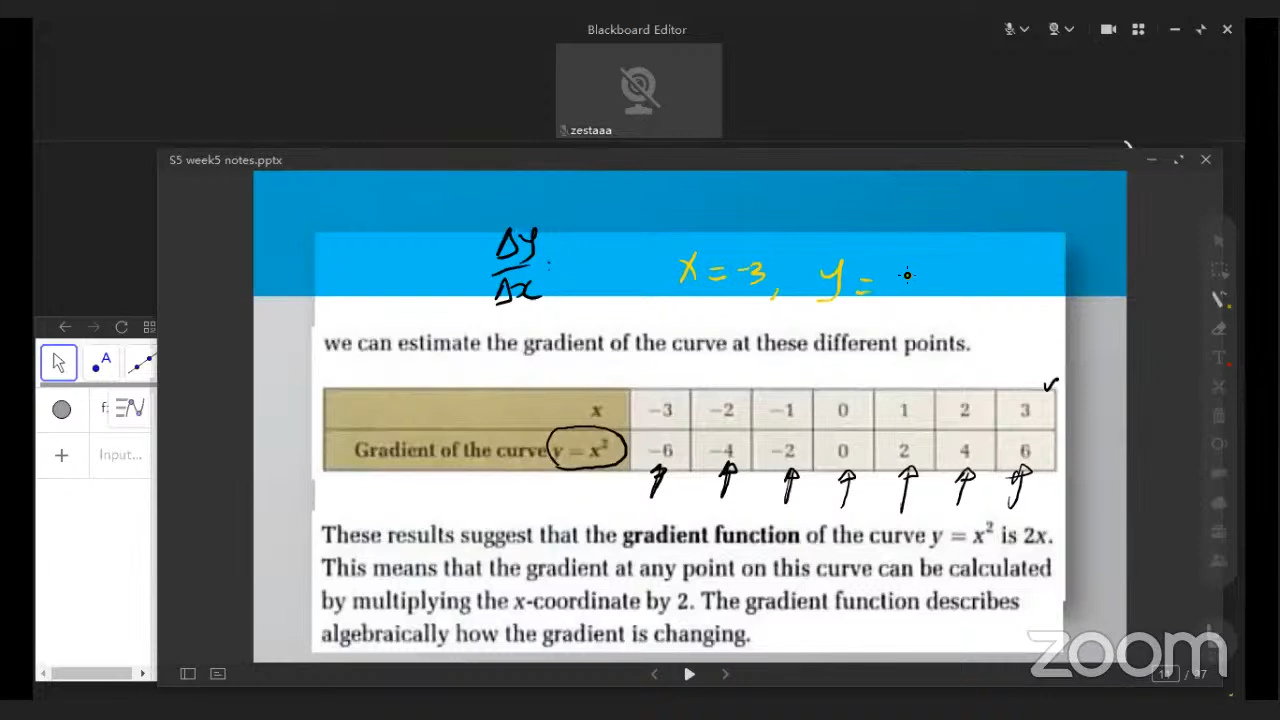 Blackboard Editor
zestaaa
S5 week5 notes.pptx
Δy
Δx
x = -3, y =
we can estimate the gradient of the curve at these different points.
x -3 -2 -1 0 1 2 3
Gradient of the curve y = x² -6 -4 -2 0 2 4 6
These results suggest that the gradient function of the curve y = x² is 2x.
This means that the gradient at any point on this curve can be calculated
by multiplying the x-coordinate by 2. The gradient function describes
algebraically how the gradient is changing.
A
f:
Input...
T
zoom